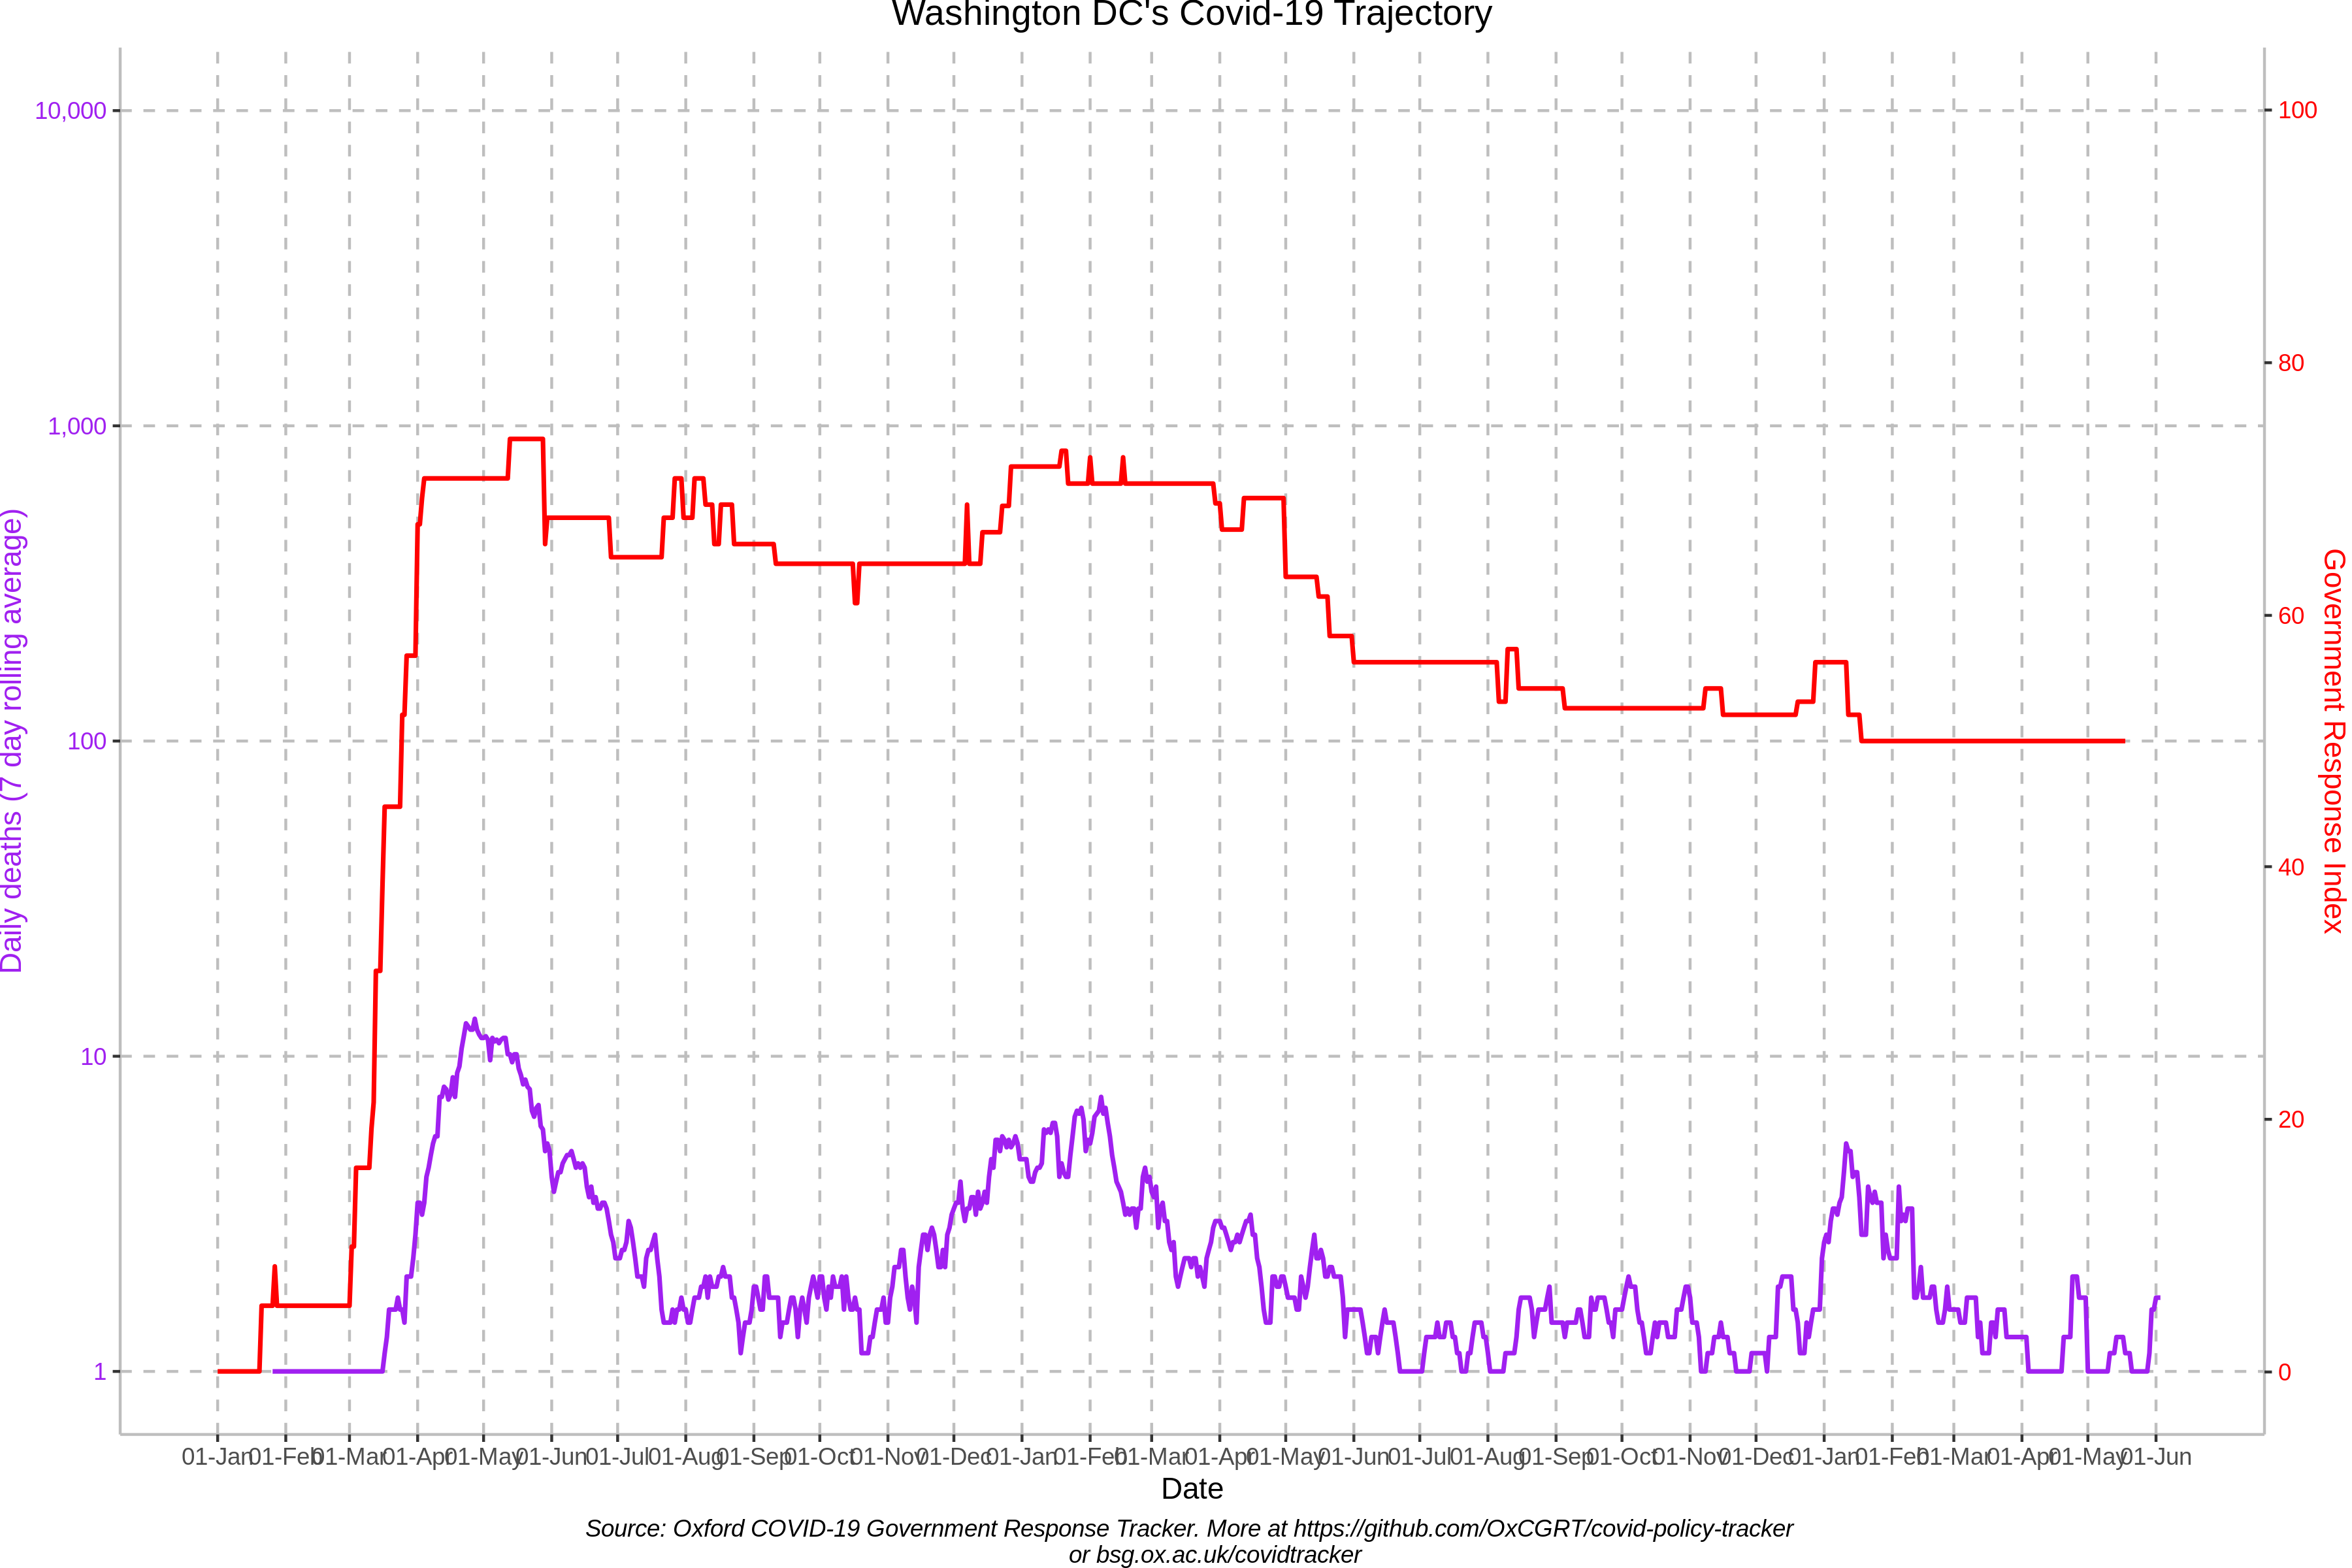 Washington DC's Covid-19 Trajectory
10,000
1,000
100
10
1
Daily deaths (7 day rolling average)
100
80
60
40
20
0
Government Response Index
01-Jan 01-Feb 01-Mar 01-Apr 01-May 01-Jun 01-Jul 01-Aug 01-Sep 01-Oct 01-Nov 01-Dec 01-Jan 01-Feb 01-Mar 01-Apr 01-May 01-Jun 01-Jul 01-Aug 01-Sep 01-Oct 01-Nov 01-Dec 01-Jan 01-Feb 01-Mar 01-Apr 01-May 01-Jun
Date
Source: Oxford COVID-19 Government Response Tracker. More at https://github.com/OxCGRT/covid-policy-tracker
or bsg.ox.ac.uk/covidtracker